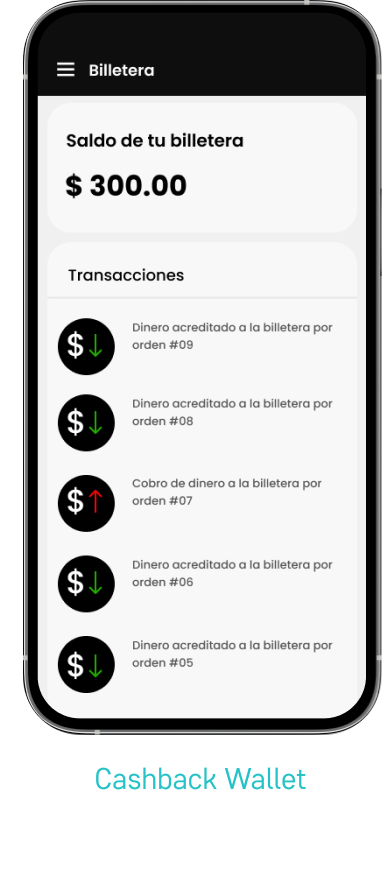 Billetera
Saldo de tu billetera
$ 300.00
Transacciones
$
Dinero acreditado a la billetera por
orden #09
$
Dinero acreditado a la billetera por
orden #08
$
Cobro de dinero a la billetera por
orden #07
$
Dinero acreditado a la billetera por
orden #06
$
Dinero acreditado a la billetera por
orden #05
Cashback Wallet